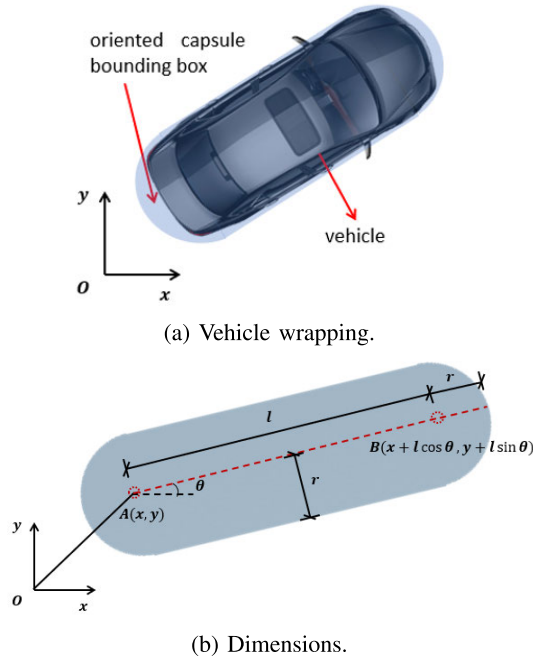 oriented capsule
bounding box
y
O
x
vehicle
(a) Vehicle wrapping.
r
l
B(x + l cos θ, y + l sin θ)
θ
r
A(x, y)
y
O
x
(b) Dimensions.